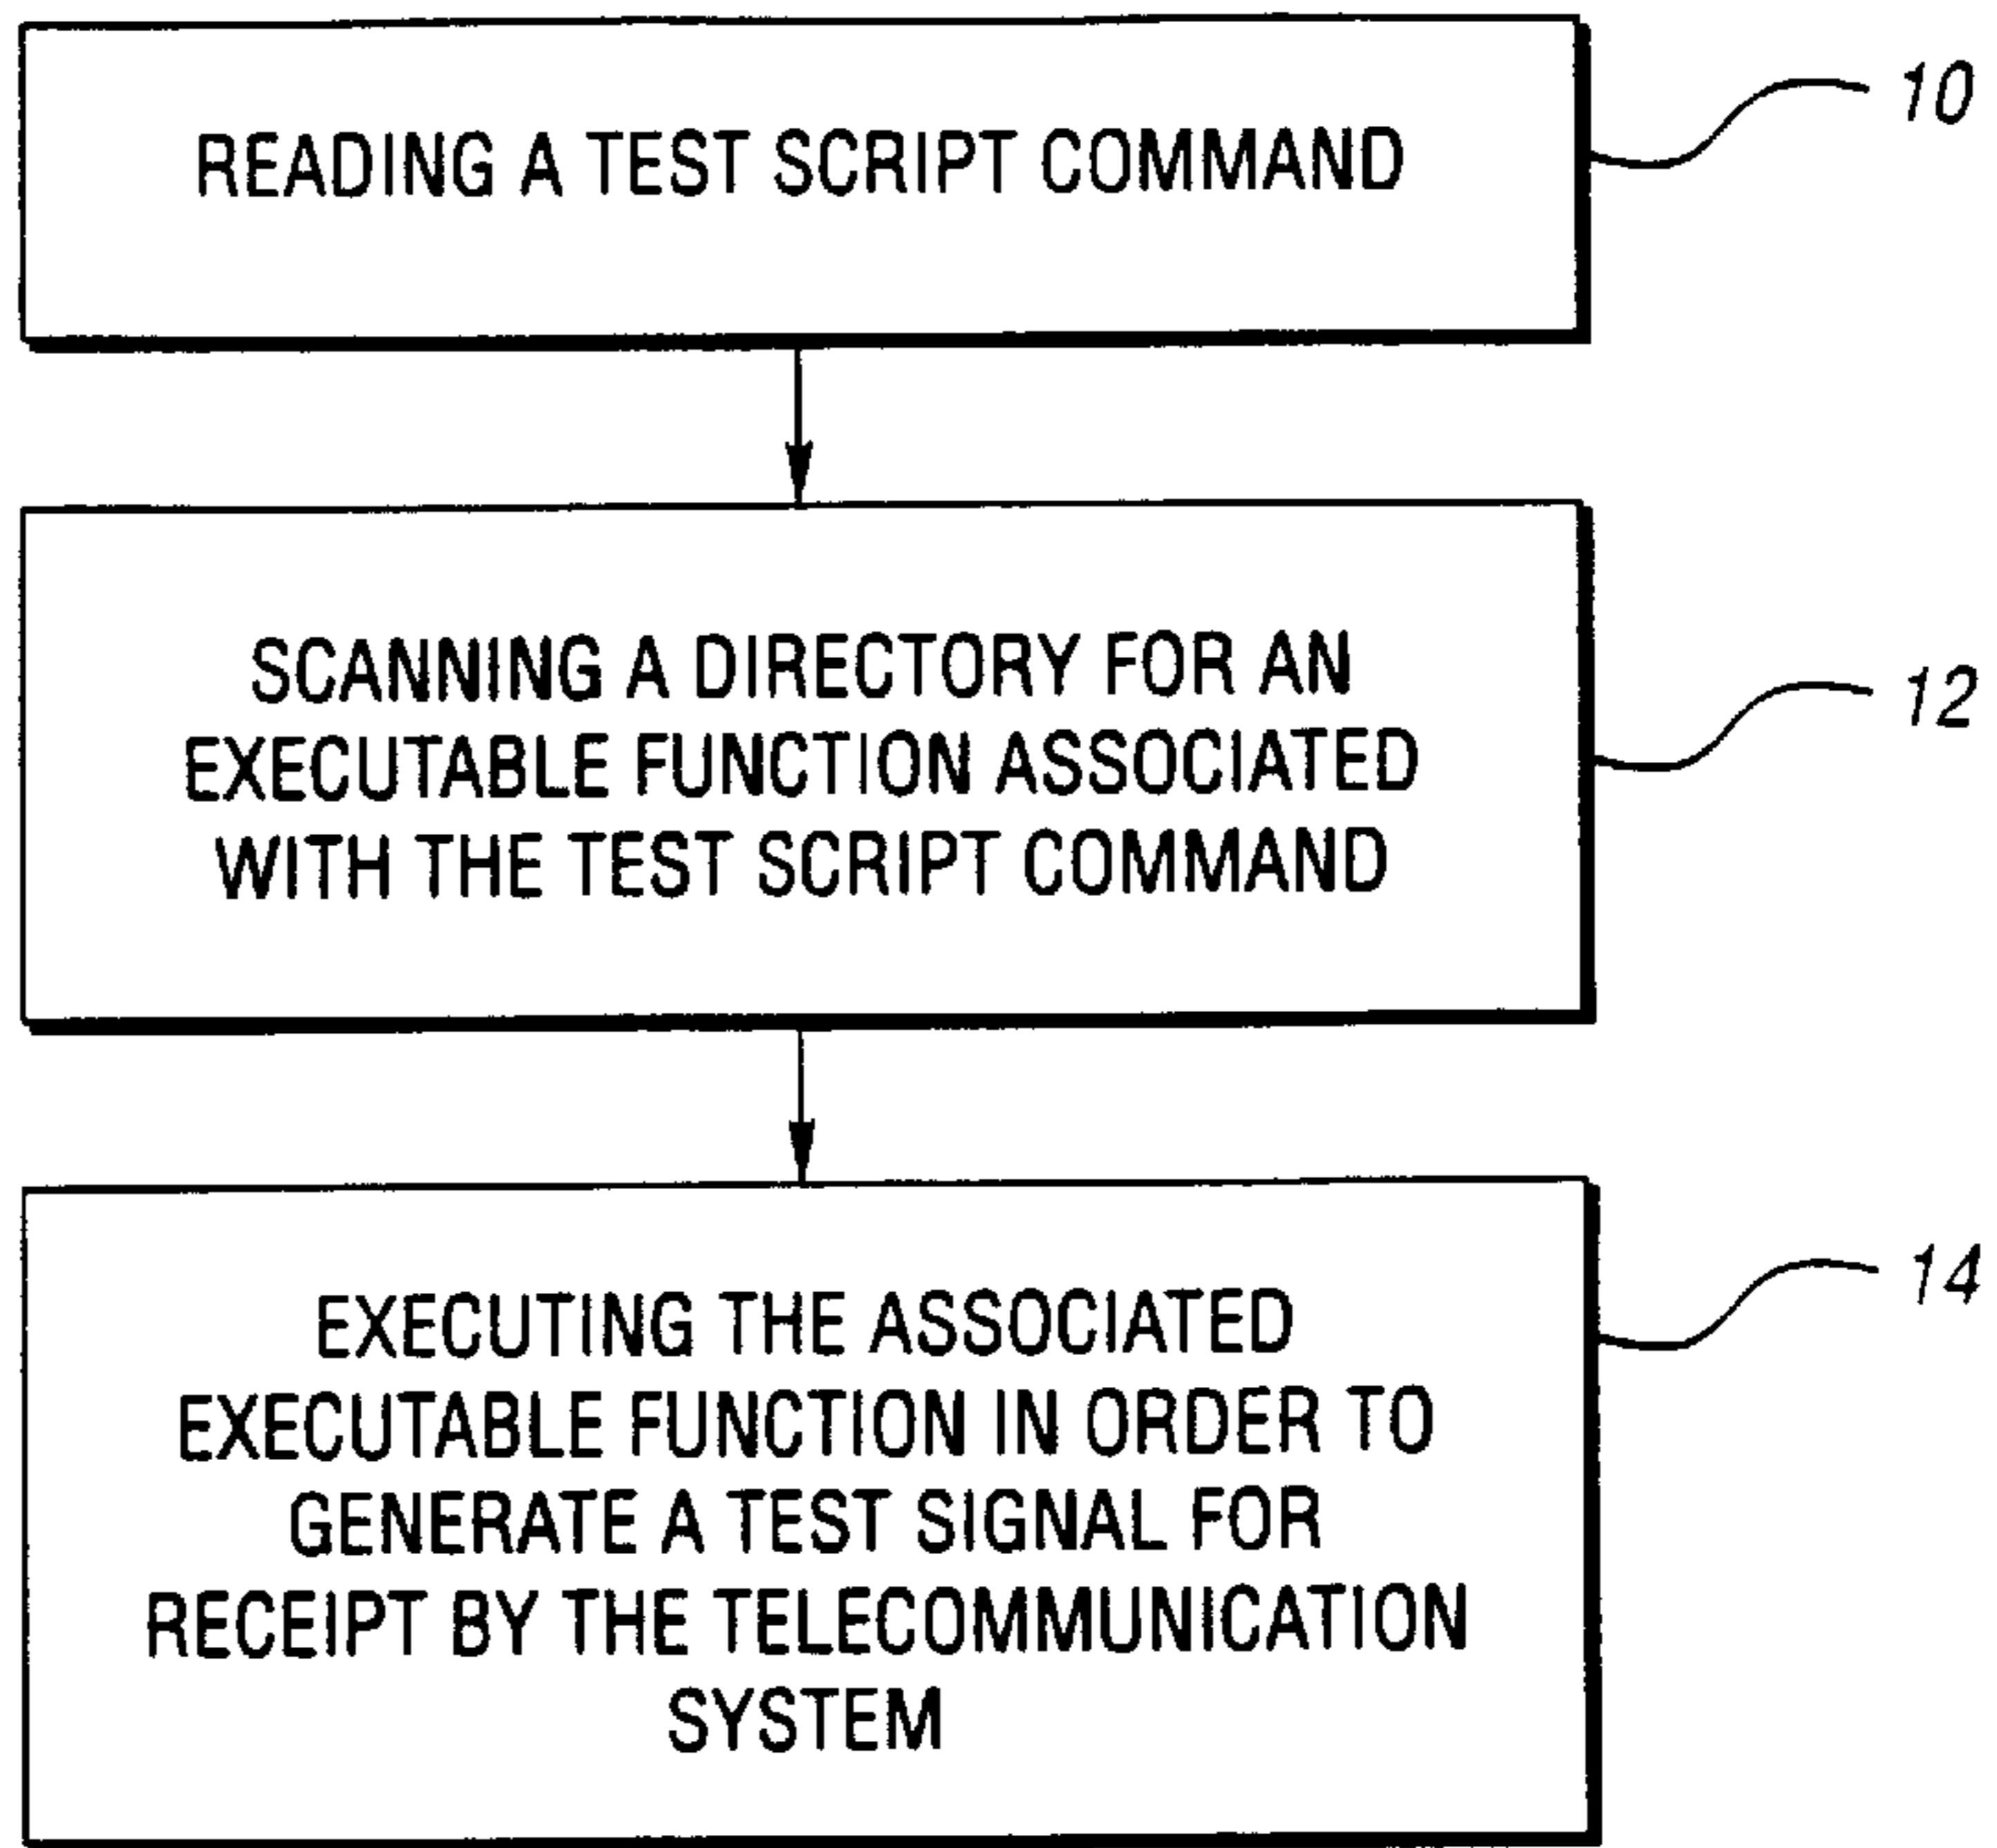 READING A TEST SCRIPT COMMAND
10
SCANNING A DIRECTORY FOR AN
EXECUTABLE FUNCTION ASSOCIATED
WITH THE TEST SCRIPT COMMAND
12
EXECUTING THE ASSOCIATED
EXECUTABLE FUNCTION IN ORDER TO
GENERATE A TEST SIGNAL FOR
RECEIPT BY THE TELECOMMUNICATION
SYSTEM
14